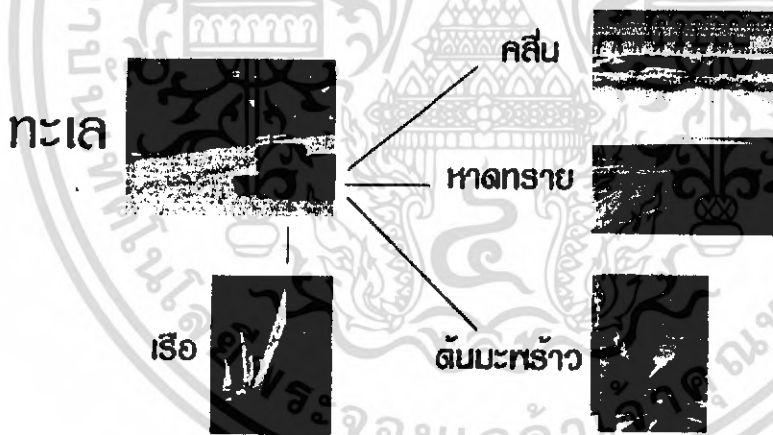 คลื่น
ทะเล
หาดทราย
เรือ
ต้นมะพร้าว